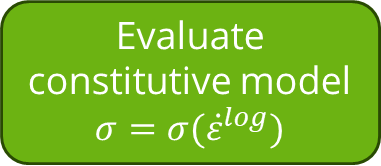 Evaluate
constitutive model
𝜎 = 𝜎(𝜀̇ˡᵒᵍ)